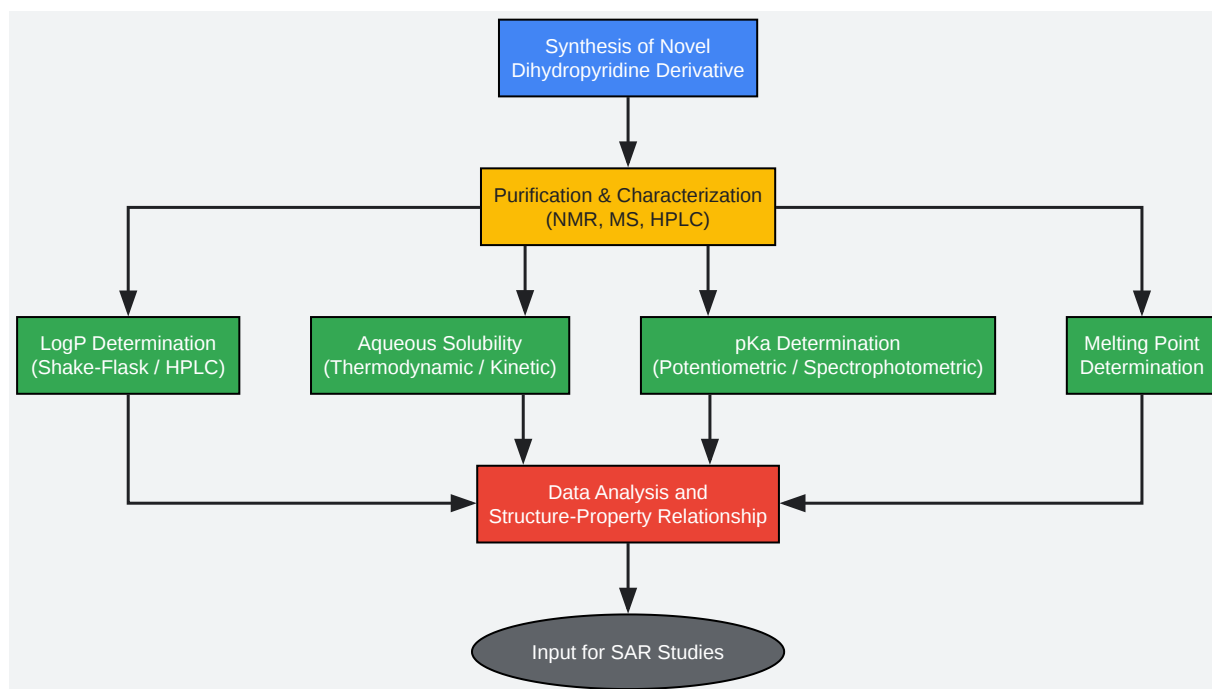 Synthesis of Novel
Dihydropyridine Derivative
Purification & Characterization
(NMR, MS, HPLC)
LogP Determination
(Shake-Flask / HPLC)
Aqueous Solubility
(Thermodynamic / Kinetic)
pKa Determination
(Potentiometric / Spectrophotometric)
Melting Point
Determination
Data Analysis and
Structure-Property Relationship
Input for SAR Studies